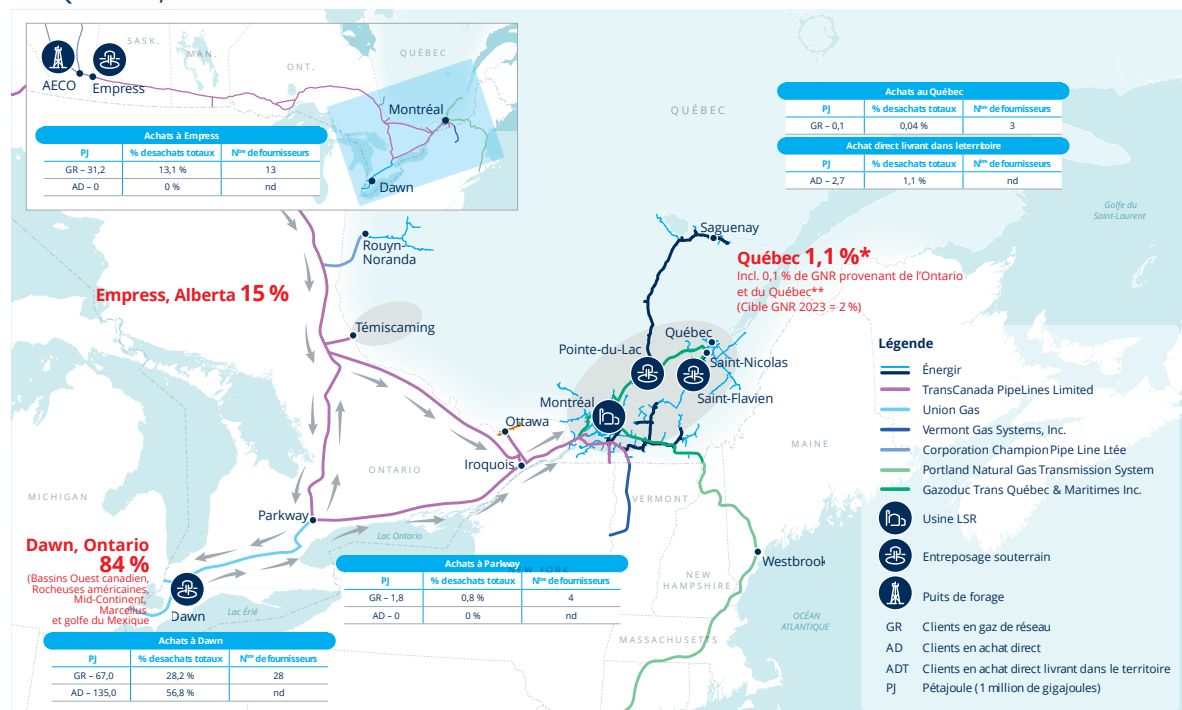 SASK.
MAN.
ONT.
QUÉBEC
AECO
Empress
Montréal
Dawn
Achats à Empress
PJ % desachats totaux Nbre de fournisseurs
GR – 31,2 13,1 % 13
AD – 0 0 % nd
QUÉBEC
Achats au Québec
PJ % desachats totaux Nbre de fournisseurs
GR – 0,1 0,04 % 3
Achat direct livrant dans leterritoire
PJ % desachats totaux Nbre de fournisseurs
AD – 2,7 1,1 % nd
Golfe du
Saint-Laurent
Rouyn-
Noranda
Saguenay
Québec 1,1 %*
Incl. 0,1 % de GNR provenant de l’Ontario
et du Québec**
(Cible GNR 2023 = 2 %)
Empress, Alberta 15 %
Témiscaming
Québec
Pointe-du-Lac
Saint-Nicolas
Saint-Flavien
Montréal
Ottawa
Iroquois
ONTARIO
MICHIGAN
MAINE
VERMONT
Parkway
Lac Ontario
Dawn, Ontario
84 %
(Bassins Ouest canadien,
Rocheuses américaines,
Mid-Continent,
Marcellus
et golfe du Mexique
Dawn
Lac Érié
Achats à Parkway
NEW YORK
PJ % desachats totaux Nbre de fournisseurs
GR – 1,8 0,8 % 4
AD – 0 0 % nd
Achats à Dawn
PJ % desachats totaux Nbre de fournisseurs
GR – 67,0 28,2 % 28
AD – 135,0 56,8 % nd
Westbrook
NEW
HAMPSHIRE
OCÉAN
ATLANTIQUE
MASSACHUSETTS
Légende
Énergir
TransCanada PipeLines Limited
Union Gas
Vermont Gas Systems, Inc.
Corporation Champion Pipe Line Ltée
Portland Natural Gas Transmission System
Gazoduc Trans Québec & Maritimes Inc.
Usine LSR
Entreposage souterrain
Puits de forage
GR Clients en gaz de réseau
AD Clients en achat direct
ADT Clients en achat direct livrant dans le territoire
PJ Pétajoule (1 million de gigajoules)